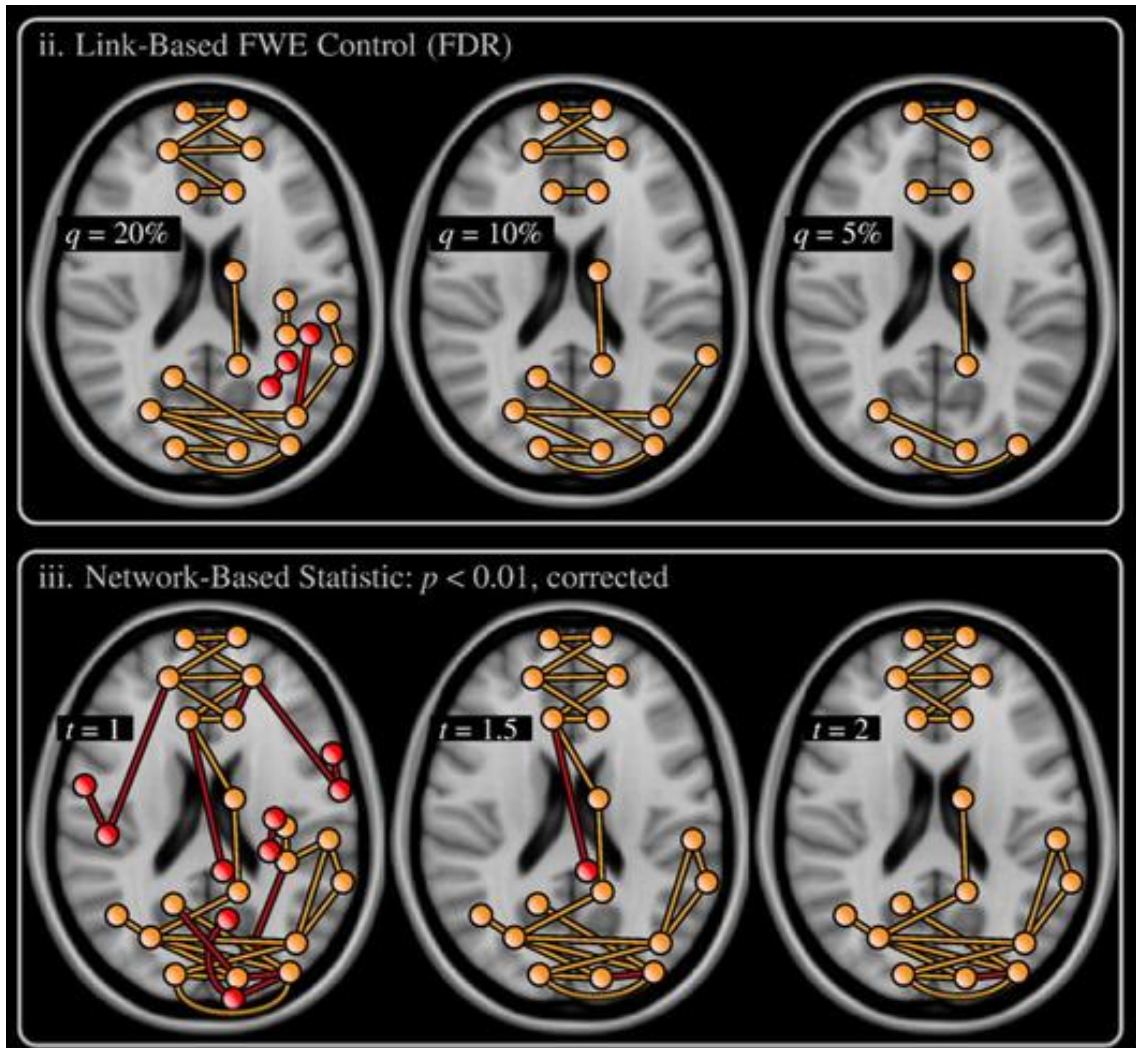 ii. Link-Based FWE Control (FDR)
q = 20%
q = 10%
q = 5%
iii. Network-Based Statistic: p < 0.01, corrected
t = 1
t = 1.5
t = 2